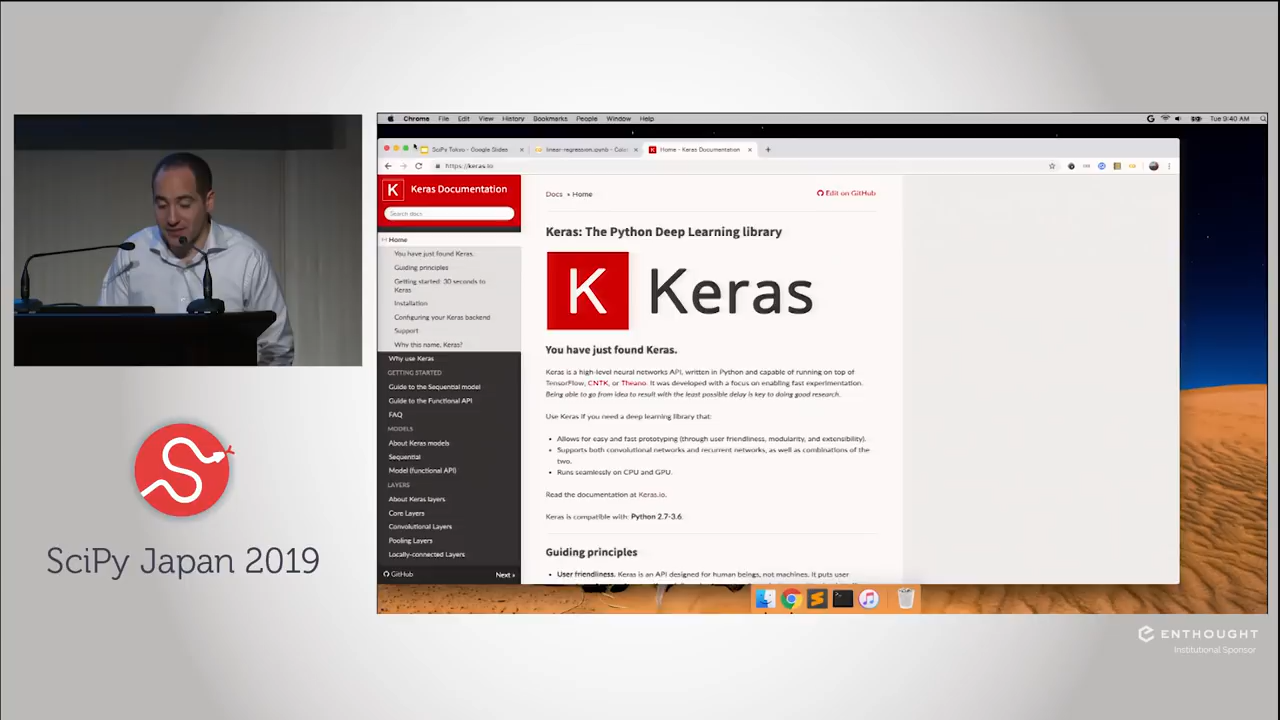 Chrome File Edit View History Bookmarks People Window Help
Tue 9:40 AM
SciPy Tokyo - Google Slides
linear-regression.ipynb - Cola
Home - Keras Documentation
https://keras.io
K Keras Documentation
Search docs
Home
You have just found Keras.
Guiding principles
Getting started: 30 seconds to
Keras
Installation
Configuring your Keras backend
Support
Why this name, Keras?
Why use Keras
GETTING STARTED
Guide to the Sequential model
Guide to the Functional API
FAQ
MODELS
About Keras models
Sequential
Model (functional API)
LAYERS
About Keras layers
Core Layers
Convolutional Layers
Pooling Layers
Locally-connected Layers
GitHub
Next »
Docs » Home
Edit on GitHub
Keras: The Python Deep Learning library
K Keras
You have just found Keras.
Keras is a high-level neural networks API, written in Python and capable of running on top of
TensorFlow, CNTK, or Theano. It was developed with a focus on enabling fast experimentation.
Being able to go from idea to result with the least possible delay is key to doing good research.
Use Keras if you need a deep learning library that:
• Allows for easy and fast prototyping (through user friendliness, modularity, and extensibility).
• Supports both convolutional networks and recurrent networks, as well as combinations of the
two.
• Runs seamlessly on CPU and GPU.
Read the documentation at Keras.io.
Keras is compatible with: Python 2.7-3.6.
Guiding principles
• User friendliness. Keras is an API designed for human beings, not machines. It puts user
SciPy Japan 2019
ENTHOUGHT
Institutional Sponsor